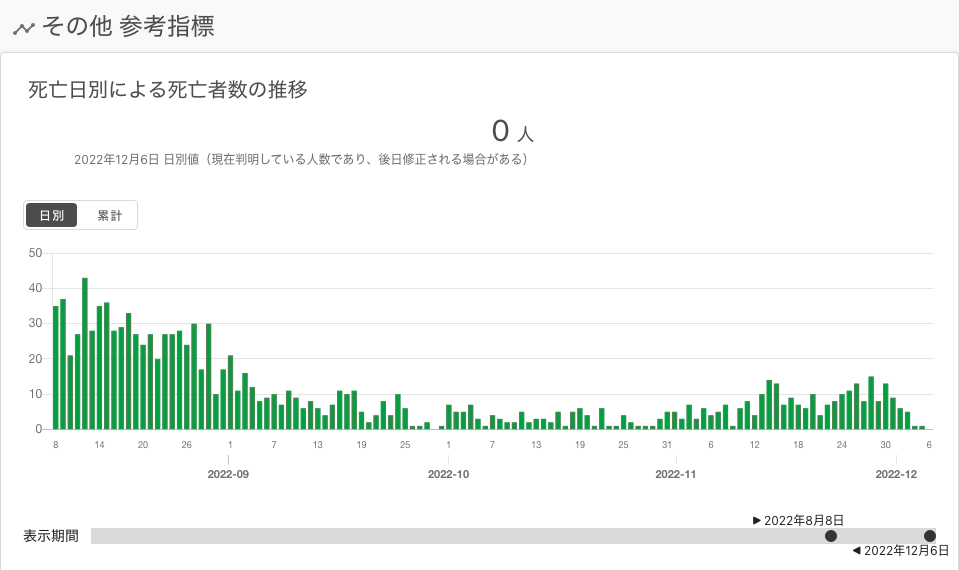 その他 参考指標
死亡日別による死亡者数の推移
0 人
2022年12月6日 日別値（現在判明している人数であり、後日修正される場合がある）
日別 累計
50
40
30
20
10
0
8 14 20 26 1 7 13 19 25 1 7 13 19 25 31 6 12 18 24 30 6
2022-09 2022-10 2022-11 2022-12
▶ 2022年8月8日
表示期間
◀ 2022年12月6日